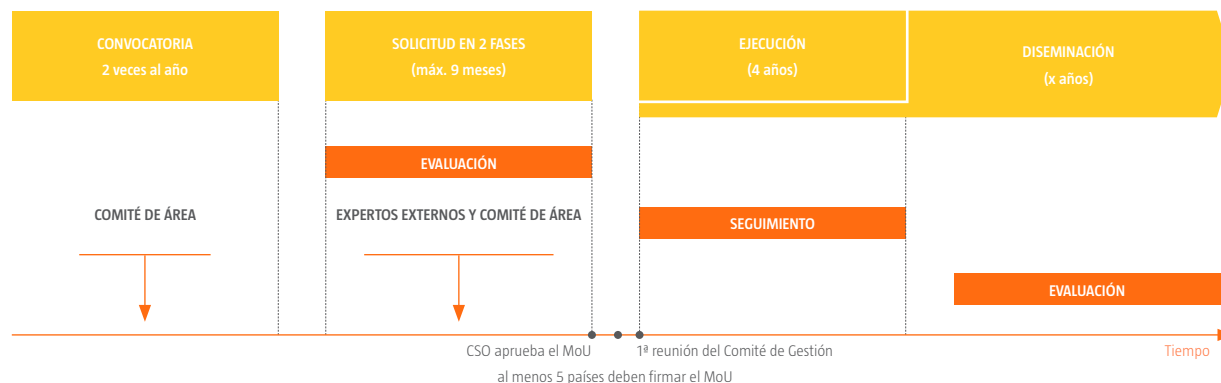 CONVOCATORIA
2 veces al año
SOLICITUD EN 2 FASES
(máx. 9 meses)
EJECUCIÓN
(4 años)
DISEMINACIÓN
(x años)
EVALUACIÓN
COMITÉ DE ÁREA
EXPERTOS EXTERNOS Y COMITÉ DE ÁREA
SEGUIMIENTO
EVALUACIÓN
CSO aprueba el MoU
1ª reunión del Comité de Gestión
Tiempo
al menos 5 países deben firmar el MoU